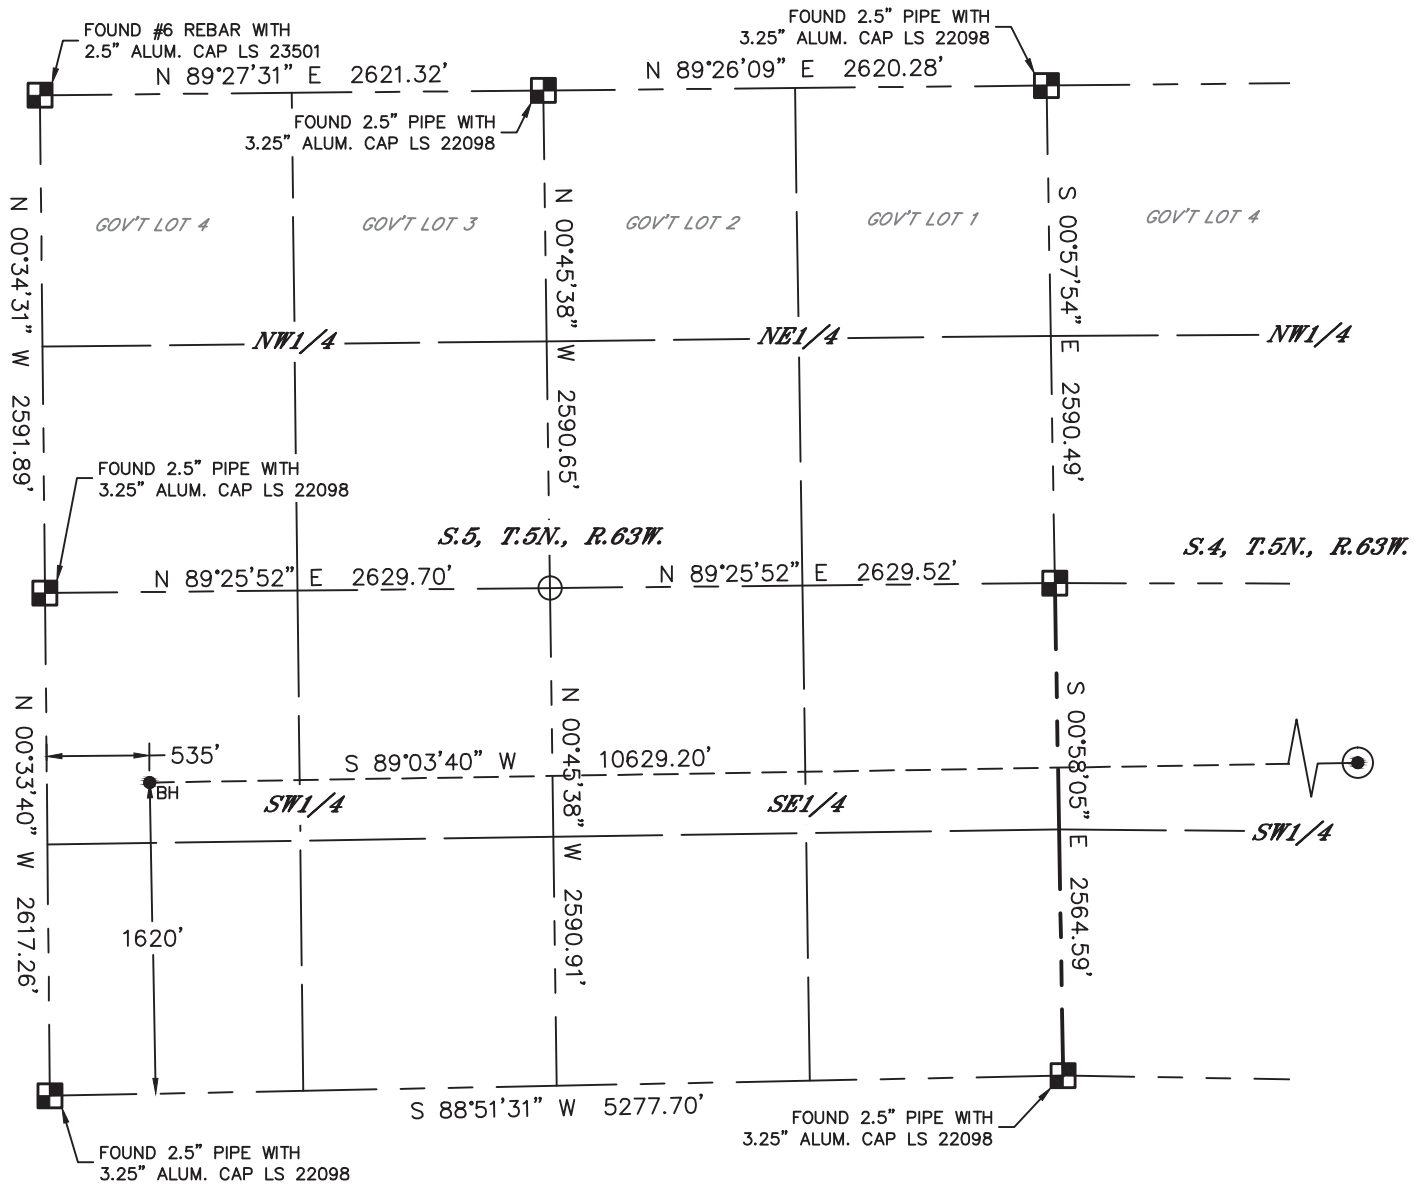 FOUND #6 REBAR WITH
2.5" ALUM. CAP LS 23501
N 89°27'31" E 2621.32'
FOUND 2.5" PIPE WITH
3.25" ALUM. CAP LS 22098
N 89°26'09" E 2620.28'
FOUND 2.5" PIPE WITH
3.25" ALUM. CAP LS 22098
GOV'T LOT 4
GOV'T LOT 3
GOV'T LOT 2
GOV'T LOT 1
GOV'T LOT 4
N 00°34'31" W 2591.89'
N 00°45'38" W 2590.65'
S 00°57'54" E 2590.49'
NW1/4
NE1/4
NW1/4
FOUND 2.5" PIPE WITH
3.25" ALUM. CAP LS 22098
S.5, T.5N., R.63W.
S.4, T.5N., R.63W.
N 89°25'52" E 2629.70'
N 89°25'52" E 2629.52'
N 00°33'40" W 2617.26'
N 00°45'38" W 2590.91'
S 00°58'05" E 2564.59'
535'
S 89°03'40" W 10629.20'
BH
SW1/4
SE1/4
SW1/4
1620'
S 88°51'31" W 5277.70'
FOUND 2.5" PIPE WITH
3.25" ALUM. CAP LS 22098
FOUND 2.5" PIPE WITH
3.25" ALUM. CAP LS 22098